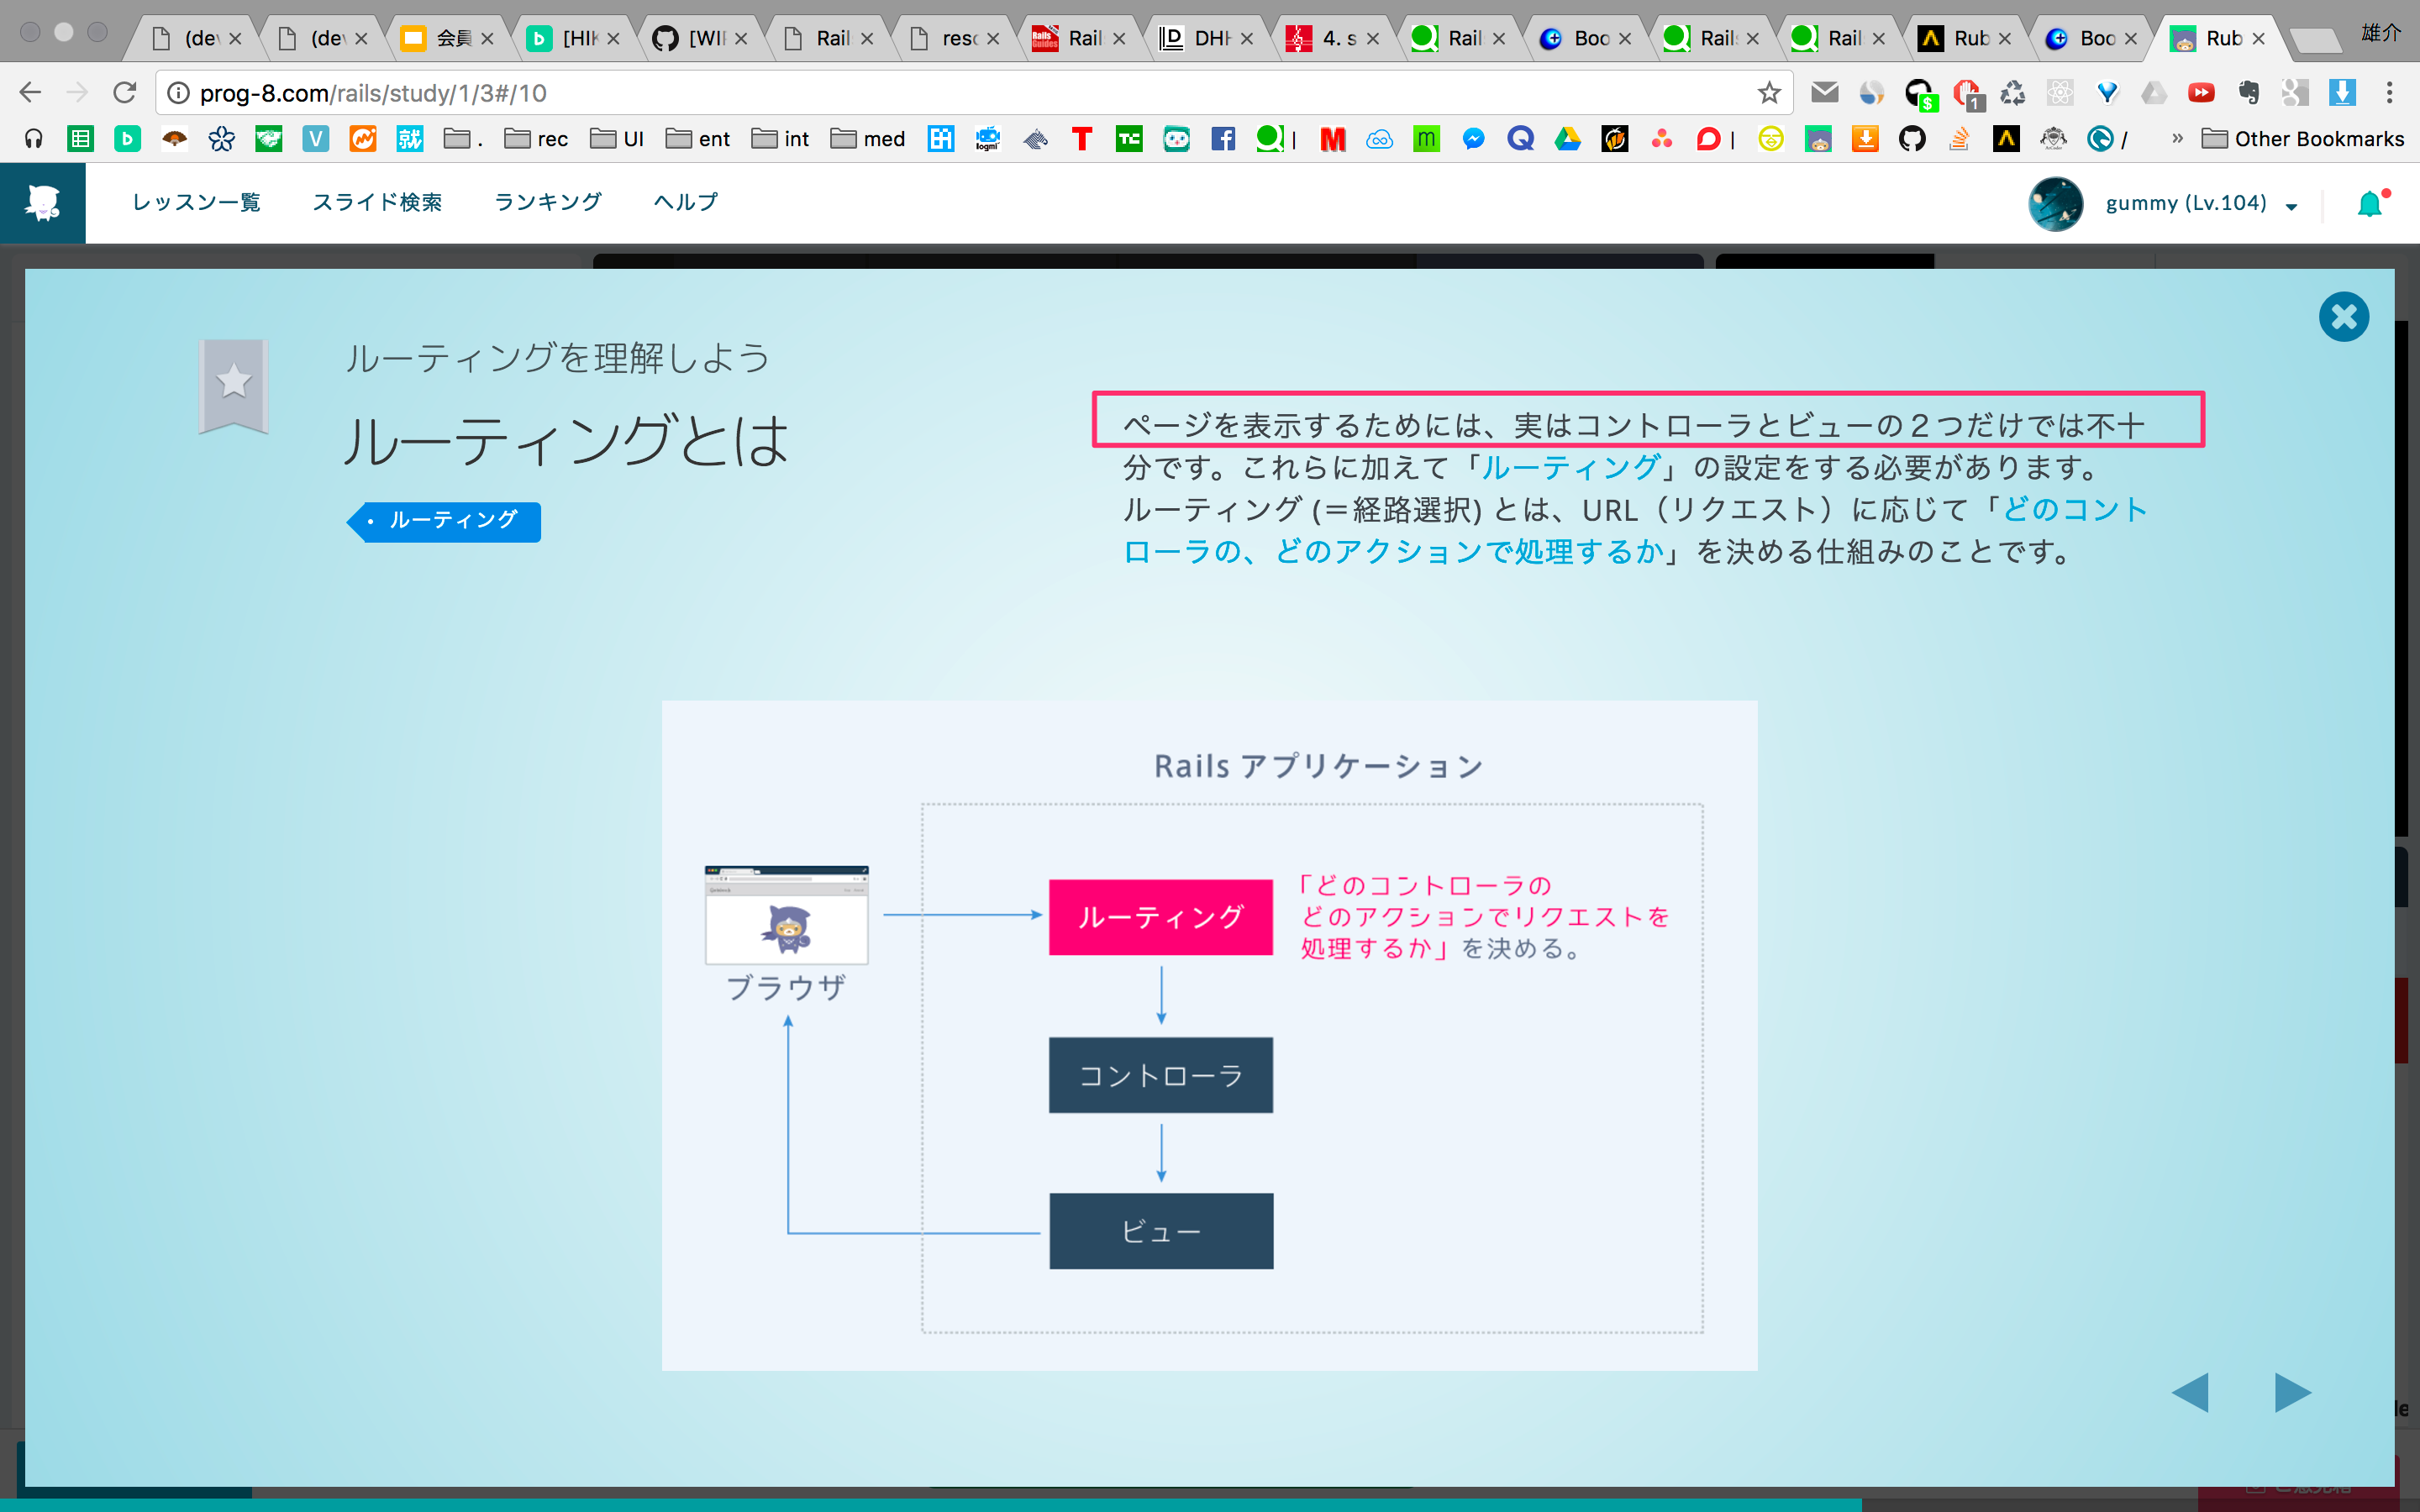 (dev
(dev
会員
[HIK
[WIP
Rail
reso
Rail
DHH
4. s
Rail
Boo
Rails
Rail
Rub
Boo
Rub
雄介
prog-8.com/rails/study/1/3#/10
.
rec
UI
ent
int
med
|
|
/
» Other Bookmarks
レッスン一覧
スライド検索
ランキング
ヘルプ
gummy (Lv.104)
ルーティングを理解しよう
ルーティングとは
• ルーティング
ページを表示するためには、実はコントローラとビューの２つだけでは不十
分です。これらに加えて「ルーティング」の設定をする必要があります。
ルーティング (＝経路選択) とは、URL（リクエスト）に応じて「どのコント
ローラの、どのアクションで処理するか」を決める仕組みのことです。
Rails アプリケーション
ブラウザ
ルーティング
「どのコントローラの
どのアクションでリクエストを
処理するか」を決める。
コントローラ
ビュー